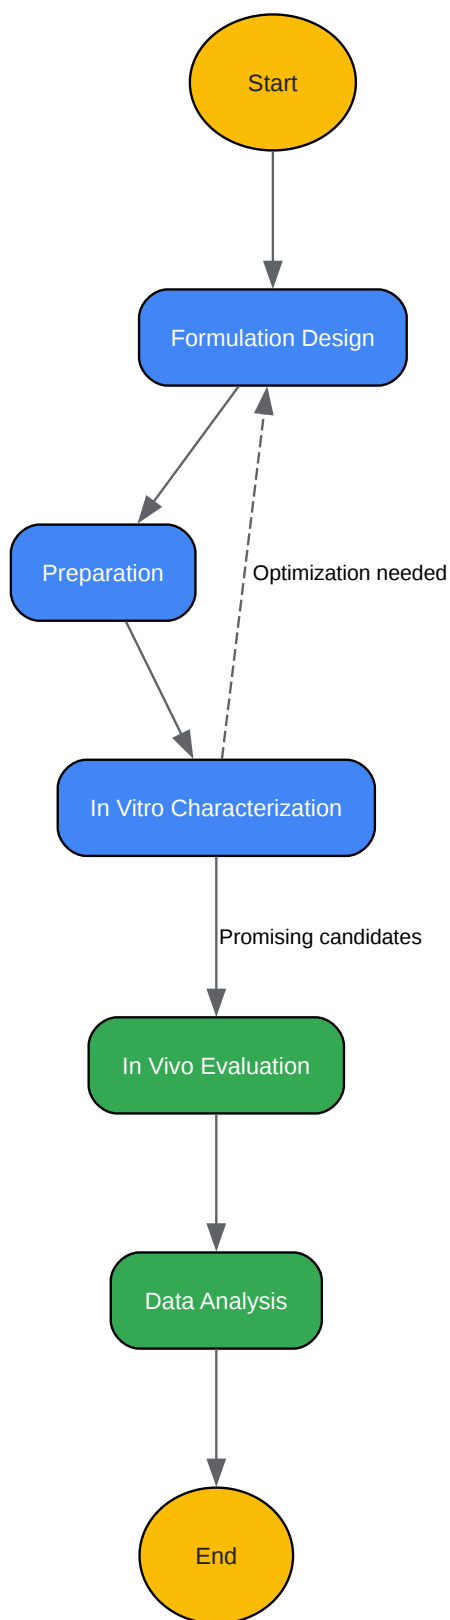 Start
Formulation Design
Preparation
Optimization needed
In Vitro Characterization
Promising candidates
In Vivo Evaluation
Data Analysis
End